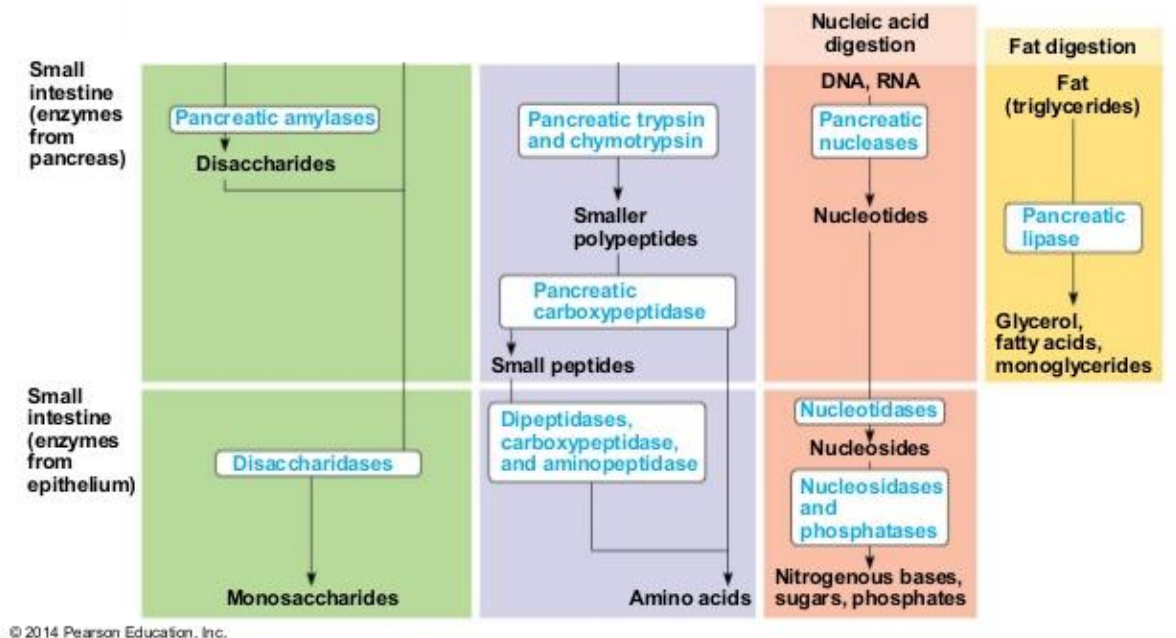 Nucleic acid
digestion
Fat digestion
Small
intestine
(enzymes
from
pancreas)
Pancreatic amylases
Disaccharides
Pancreatic trypsin
and chymotrypsin
Smaller
polypeptides
Pancreatic
carboxypeptidase
Small peptides
DNA, RNA
Pancreatic
nucleases
Nucleotides
Fat
(triglycerides)
Pancreatic
lipase
Glycerol,
fatty acids,
monoglycerides
Small
intestine
(enzymes
from
epithelium)
Disaccharidases
Monosaccharides
Dipeptidases,
carboxypeptidase,
and aminopeptidase
Amino acids
Nucleotidases
Nucleosides
Nucleosidases
and
phosphatases
Nitrogenous bases,
sugars, phosphates
© 2014 Pearson Education, Inc.